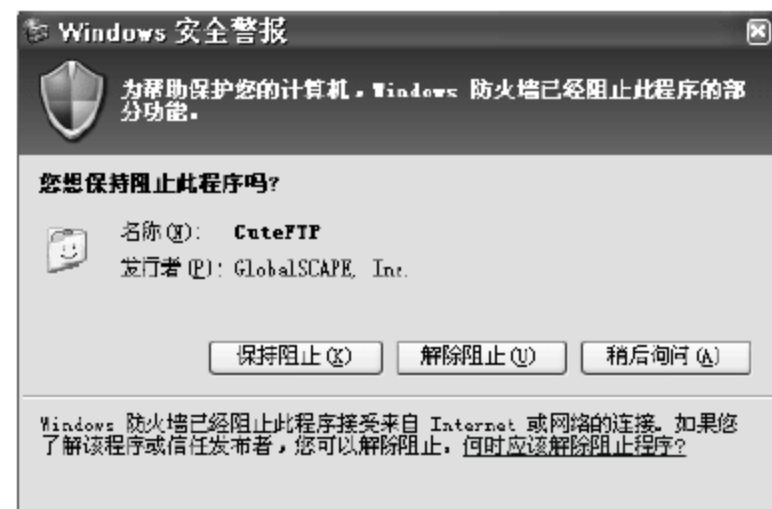 Windows 安全警报
为帮助保护您的计算机，Windows 防火墙已经阻止此程序的部
分功能。
您想保持阻止此程序吗?
名称(N): CuteFTP
发行者(P): GlobalSCAPE, Inc.
保持阻止(K) 解除阻止(U) 稍后询问(A)
Windows 防火墙已经阻止此程序接受来自 Internet 或网络的连接。如果您
了解该程序或信任发布者，您可以解除阻止。何时应该解除阻止程序?